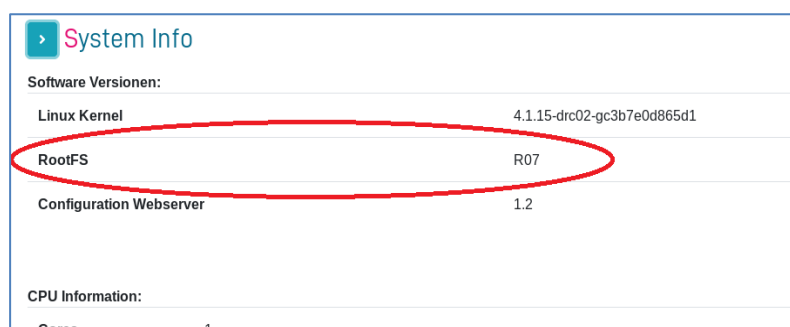 System Info
Software Versionen:
Linux Kernel 4.1.15-drc02-gc3b7e0d865d1
RootFS R07
Configuration Webserver 1.2
CPU Information: